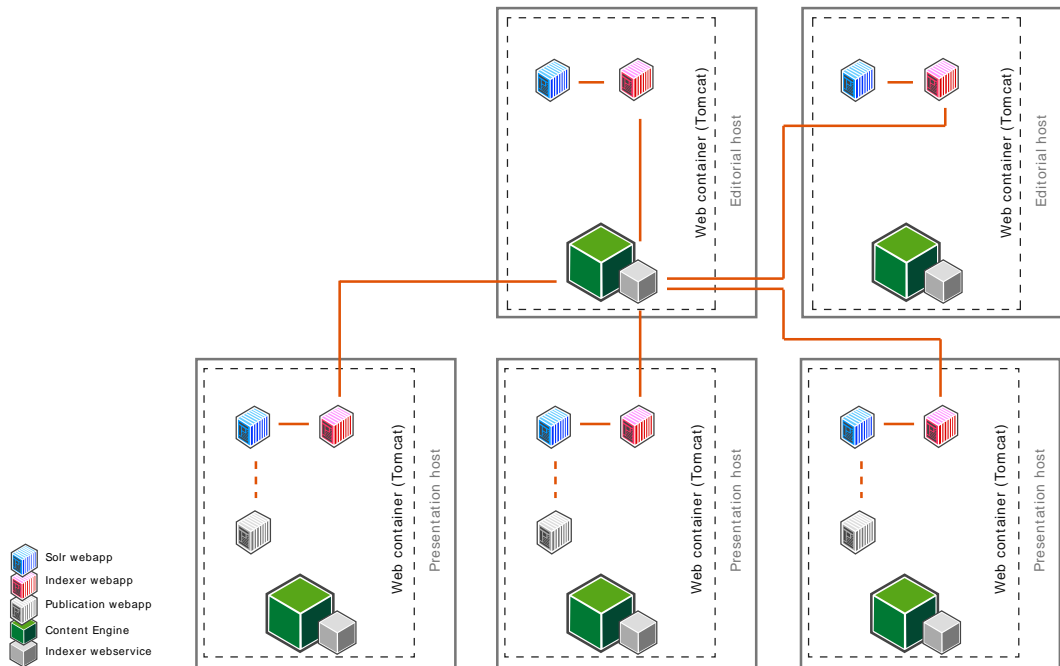 Web container (Tomcat)
Editorial host
Web container (Tomcat)
Editorial host
Web container (Tomcat)
Presentation host
Web container (Tomcat)
Presentation host
Web container (Tomcat)
Presentation host
Solr webapp
Indexer webapp
Publication webapp
Content Engine
Indexer webservice